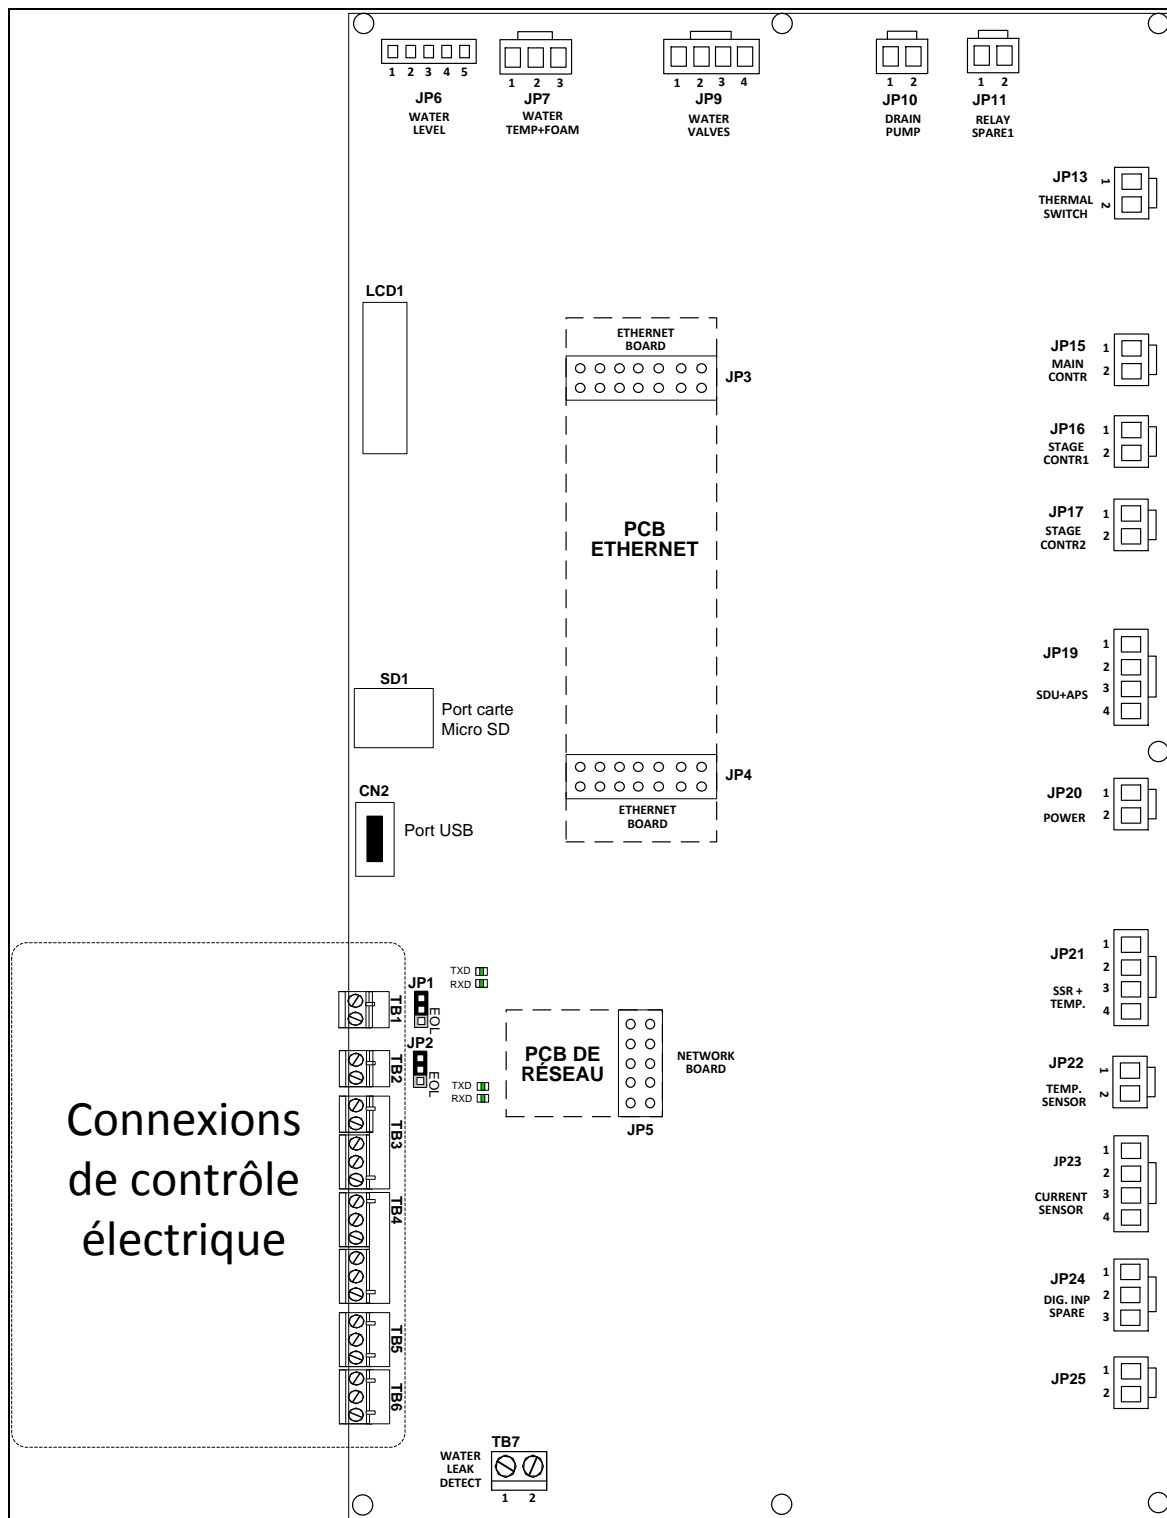 1 2 3 4 5
JP6
WATER
LEVEL
1 2 3
JP7
WATER
TEMP+FOAM
1 2 3 4
JP9
WATER
VALVES
1 2
JP10
DRAIN
PUMP
1 2
JP11
RELAY
SPARE1
JP13
THERMAL
SWITCH
1
2
LCD1
ETHERNET
BOARD
JP3
PCB
ETHERNET
JP4
ETHERNET
BOARD
JP15
MAIN
CONTR
1
2
JP16
STAGE
CONTR1
1
2
JP17
STAGE
CONTR2
1
2
JP19
SDU+APS
1
2
3
4
SD1
Port carte
Micro SD
CN2
Port USB
JP20
POWER
1
2
JP21
SSR +
TEMP.
1
2
3
4
JP22
TEMP.
SENSOR
1
2
JP23
CURRENT
SENSOR
1
2
3
4
JP24
DIG. INP
SPARE
1
2
3
JP25
1
2
TXD
RXD
JP1
EOL
JP2
EOL
TXD
RXD
PCB DE
RÉSEAU
NETWORK
BOARD
JP5
TB1
TB2
TB3
TB4
TB5
TB6
Connexions
de contrôle
électrique
TB7
WATER
LEAK
DETECT
1 2